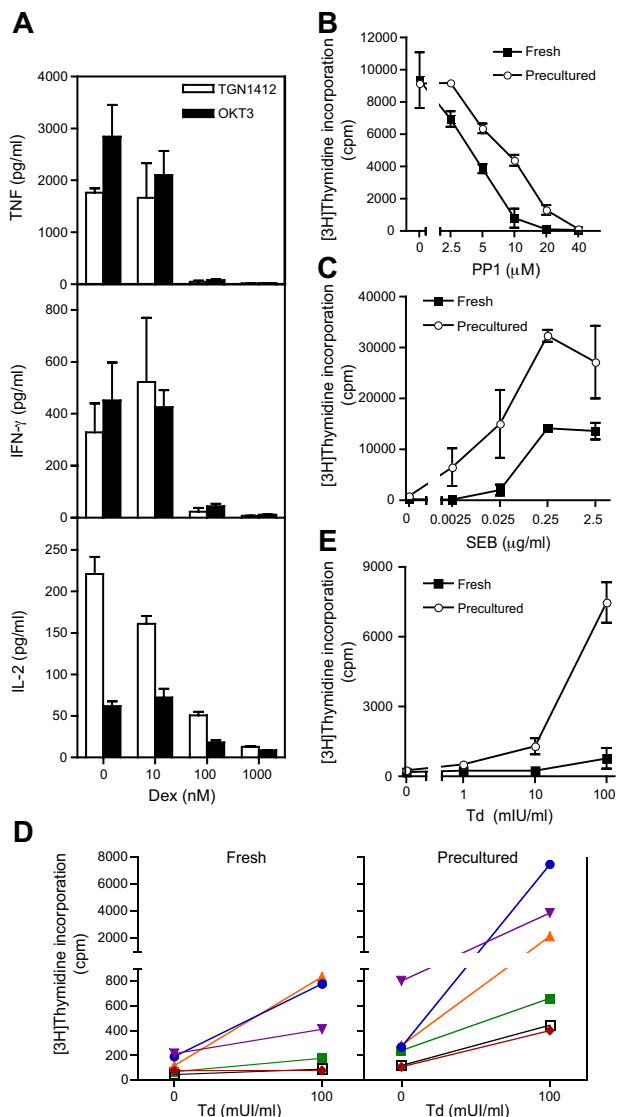 A
4000
3000
2000
1000
0
TNF (pg/ml)
TGN1412
OKT3
800
600
400
200
0
IFN-γ (pg/ml)
250
200
150
100
50
0
IL-2 (pg/ml)
0 10 100 1000
Dex (nM)
B
12000
10000
8000
6000
4000
2000
0
[3H]Thymidine incorporation
(cpm)
Fresh
Precultured
0 2.5 5 10 20 40
PP1 (μM)
C
40000
30000
20000
10000
0
[3H]Thymidine incorporation
(cpm)
Fresh
Precultured
0 0.0025 0.025 0.25 2.5
SEB (μg/ml)
E
9000
6000
3000
0
[3H]Thymidine incorporation
(cpm)
Fresh
Precultured
0 1 10 100
Td (mIU/ml)
D
8000
6000
4000
2000
800
600
400
200
0
[3H]Thymidine incorporation
(cpm)
Fresh
Precultured
0 100 0 100
Td (mUI/ml) Td (mUI/ml)